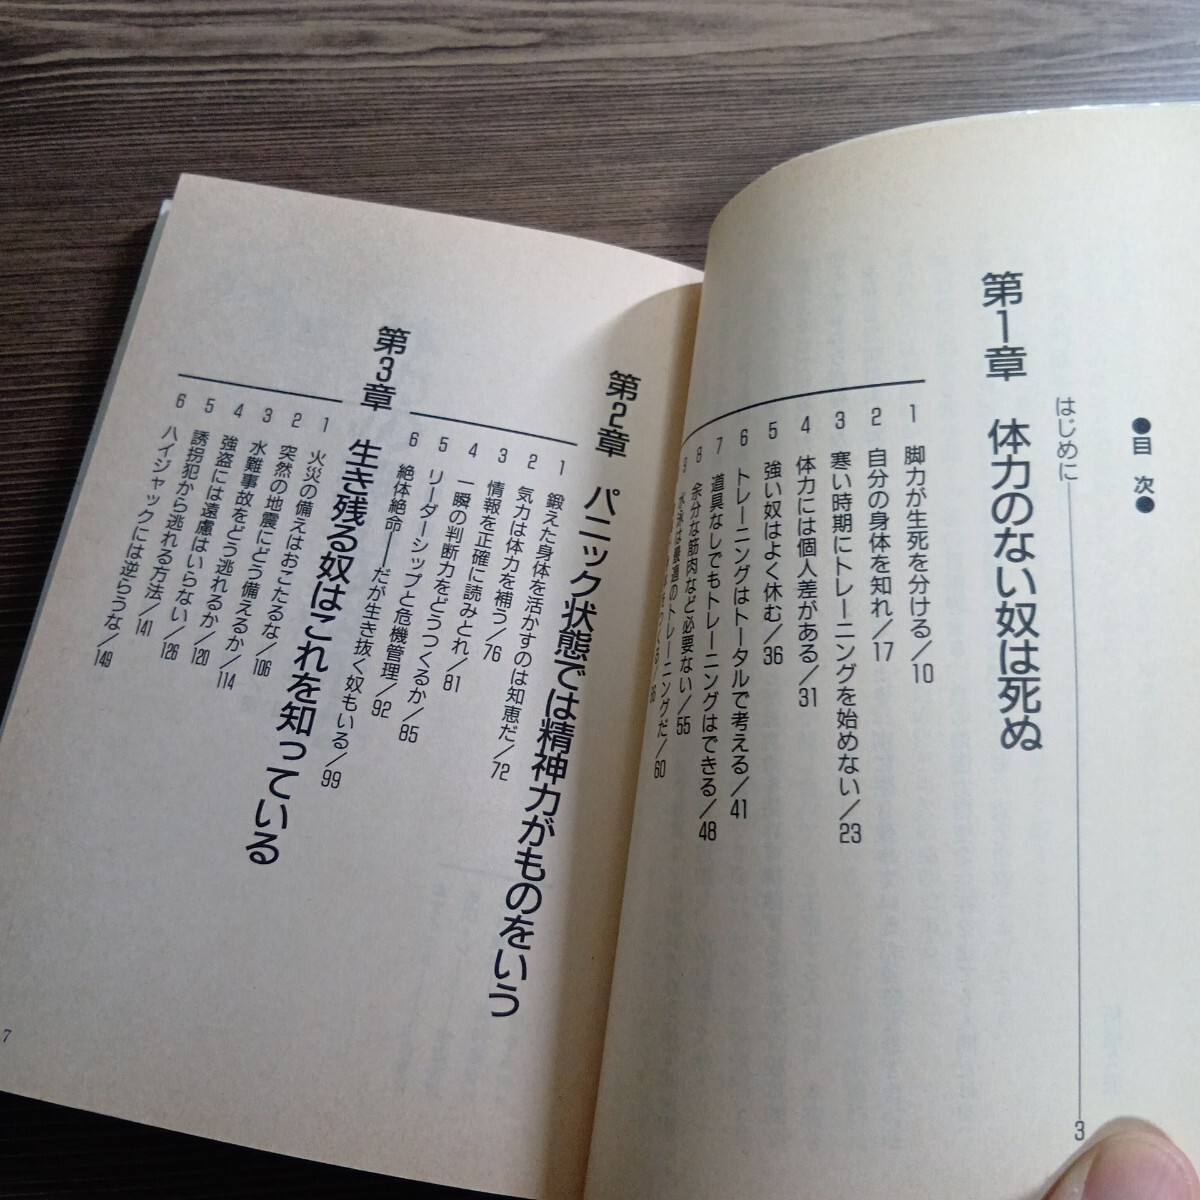 ●目次●
はじめに 3
第1章 体力のない奴は死ぬ
1 脚力が生死を分ける/10
2 自分の身体を知れ/17
3 寒い時期にトレーニングを始めない/23
4 体力には個人差がある/31
5 強い奴はよく休む/36
6 トレーニングはトータルで考える/41
7 道具なしでもトレーニングはできる/48
8 余分な筋肉など必要ない/55
9 水泳は最適のトレーニングだ/60
第2章 パニック状態では精神力がものをいう
1 鍛えた身体を活かすのは知恵だ/72
2 気力は体力を補う/76
3 情報を正確に読みとれ/81
4 一瞬の判断力をどうつくるか/85
5 リーダーシップと危機管理/92
6 絶体絶命――だが生き抜く奴もいる/99
第3章 生き残る奴はこれを知っている
1 火災の備えはおこたるな/106
2 突然の地震にどう備えるか/114
3 水難事故をどう逃れるか/120
4 強盗には遠慮はいらない/126
5 誘拐犯から逃れる方法/141
6 ハイジャックには逆らうな/149
7